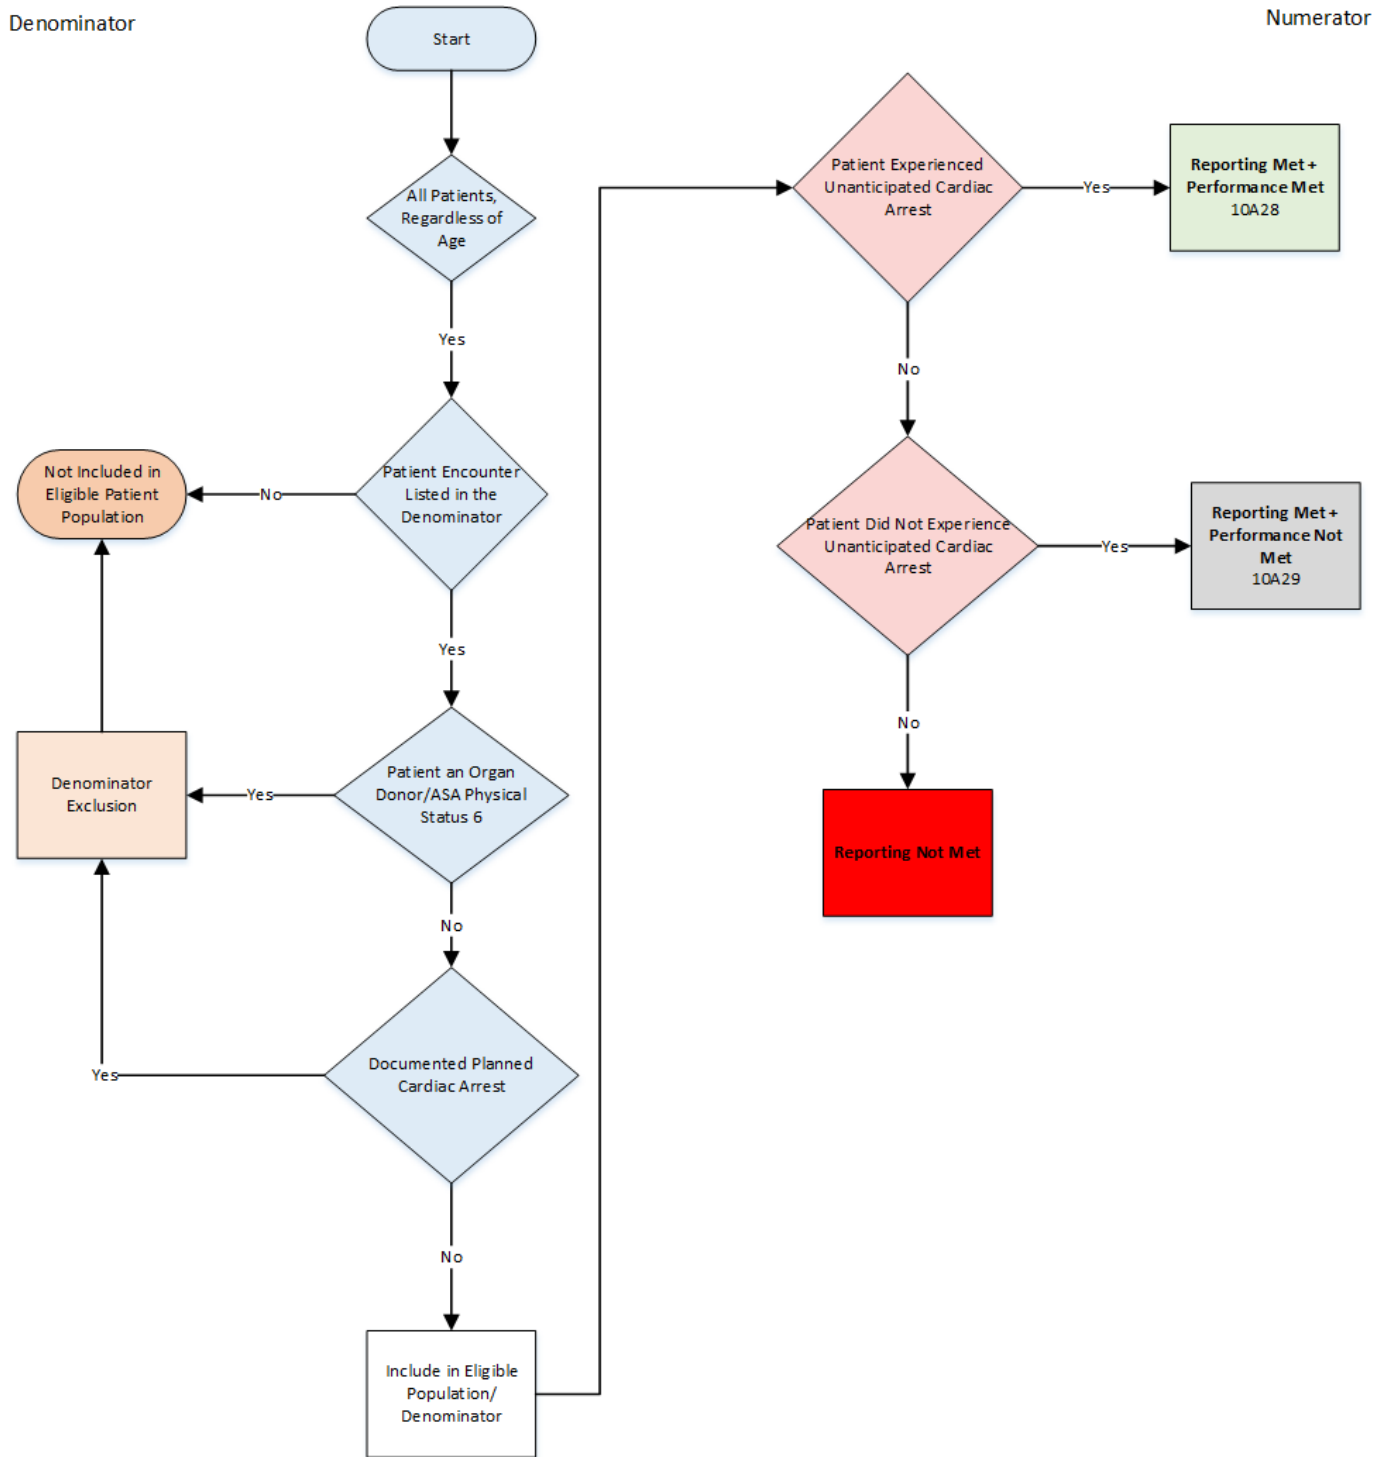 Denominator
Numerator
Start
All Patients,
Regardless of
Age
Yes
Patient Encounter
Listed in the
Denominator
No
Not Included in
Eligible Patient
Population
Yes
Patient an Organ
Donor/ASA Physical
Status 6
Yes
Denominator
Exclusion
No
Documented Planned
Cardiac Arrest
Yes
No
Include in Eligible
Population/
Denominator
Patient Experienced
Unanticipated Cardiac
Arrest
Yes
Reporting Met +
Performance Met
10A28
No
Patient Did Not Experience
Unanticipated Cardiac
Arrest
Yes
Reporting Met +
Performance Not
Met
10A29
No
Reporting Not Met